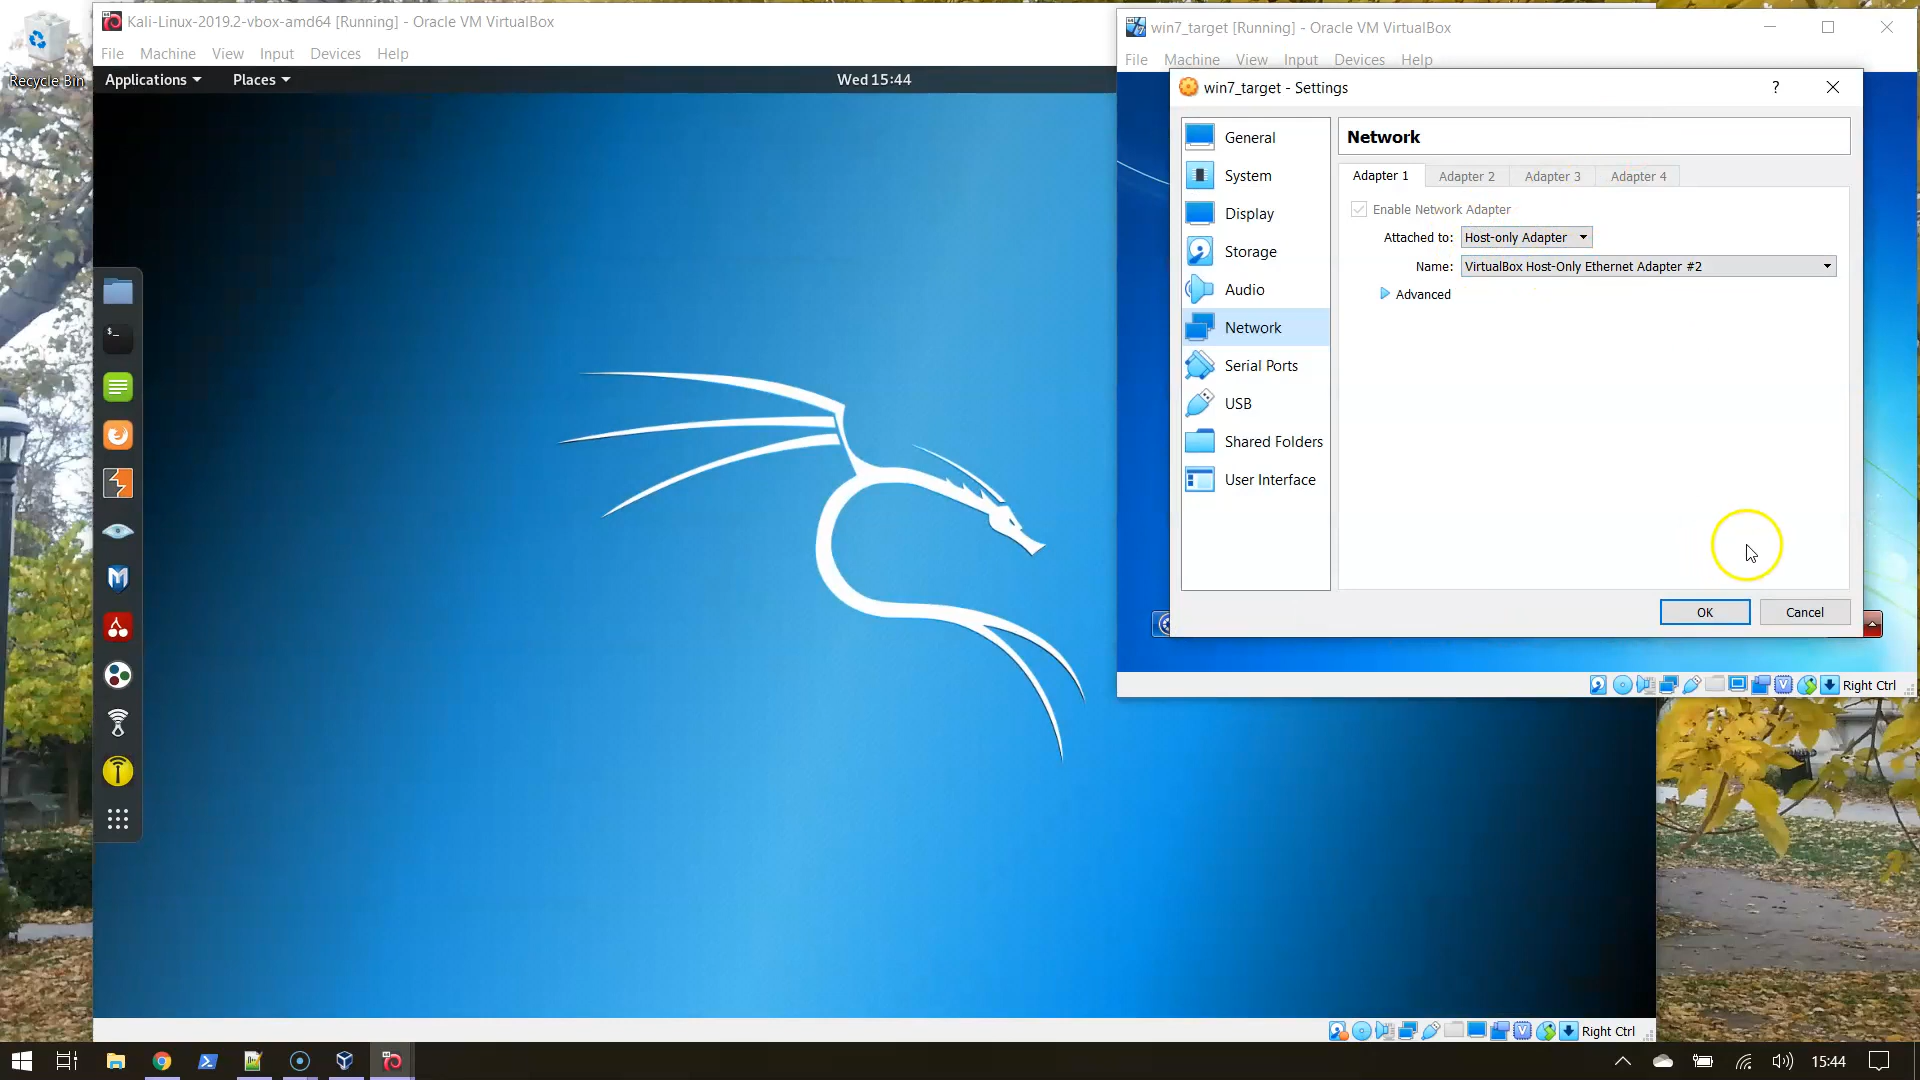 Recycle Bin
Kali-Linux-2019.2-vbox-amd64 [Running] - Oracle VM VirtualBox
File Machine View Input Devices Help
Applications Places Wed 15:44
win7_target [Running] - Oracle VM VirtualBox
File Machine View Input Devices Help
win7_target - Settings
?
General
System
Display
Storage
Audio
Network
Serial Ports
USB
Shared Folders
User Interface
Network
Adapter 1 Adapter 2 Adapter 3 Adapter 4
Enable Network Adapter
Attached to: Host-only Adapter
Name: VirtualBox Host-Only Ethernet Adapter #2
Advanced
OK Cancel
Right Ctrl
Right Ctrl
15:44